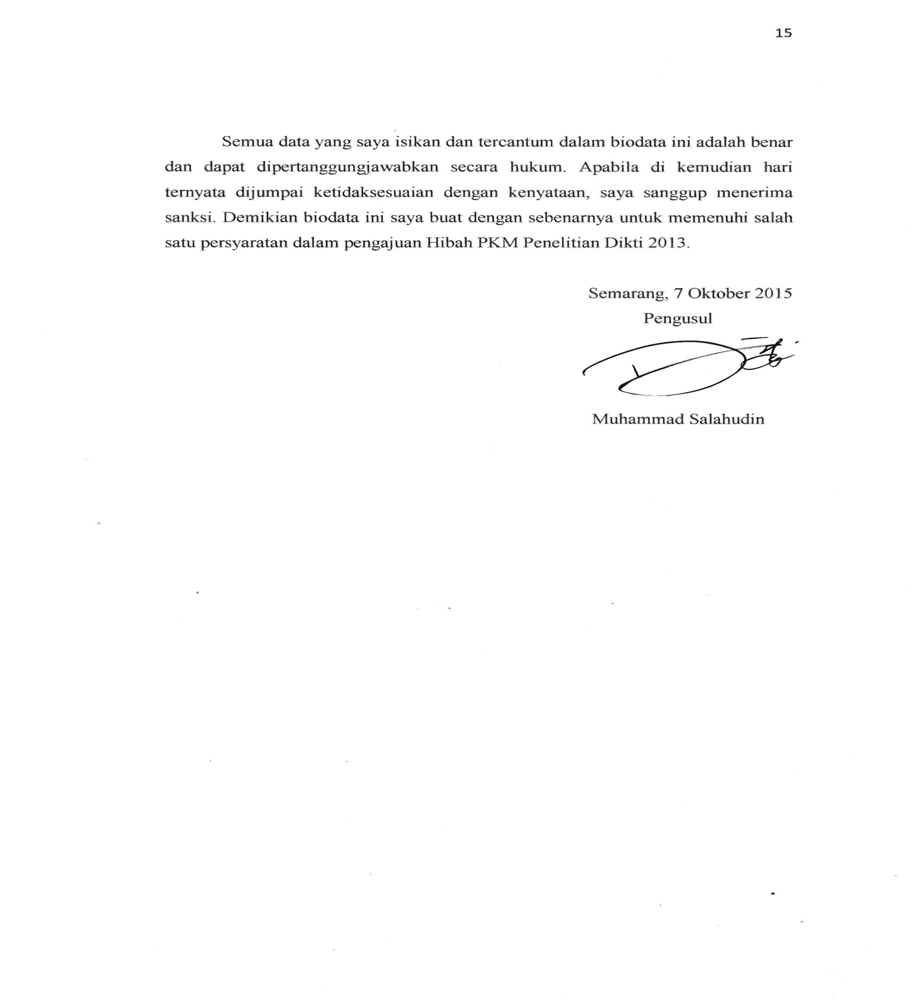 15
Semua data yang saya isikan dan tercantum dalam biodata ini adalah benar
dan dapat dipertanggungjawabkan secara hukum. Apabila di kemudian hari
ternyata dijumpai ketidaksesuaian dengan kenyataan, saya sanggup menerima
sanksi. Demikian biodata ini saya buat dengan sebenarnya untuk memenuhi salah
satu persyaratan dalam pengajuan Hibah PKM Penelitian Dikti 2013.
Semarang, 7 Oktober 2015
Pengusul
Muhammad Salahudin